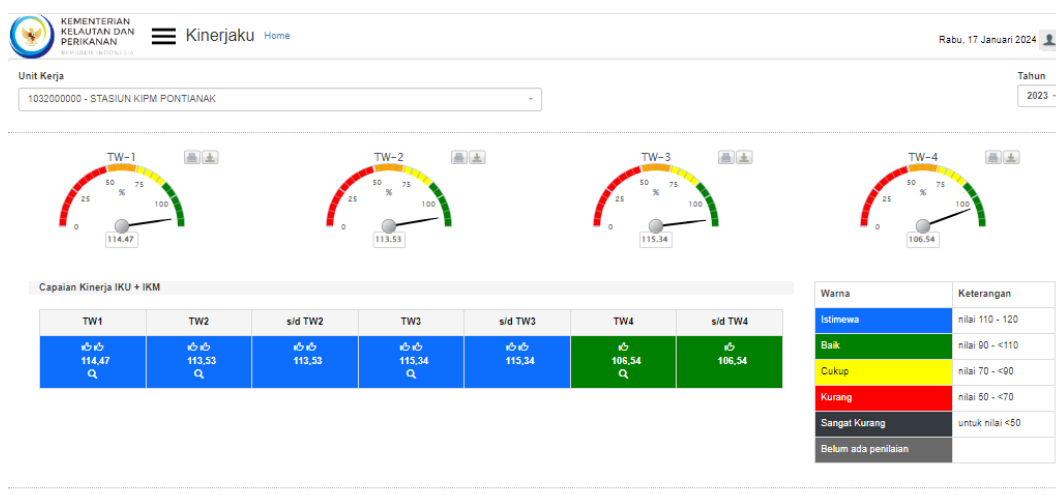 KEMENTERIAN
KELAUTAN DAN
PERIKANAN
REPUBLIK INDONESIA
Kinerjaku Home
Rabu, 17 Januari 2024
Unit Kerja
Tahun
1032000000 - STASIUN KIPM PONTIANAK
2023
TW-1
0 25 50 75 100
%
114.47
TW-2
0 25 50 75 100
%
113.53
TW-3
0 25 50 75 100
%
115.34
TW-4
0 25 50 75 100
%
106.54
Capaian Kinerja IKU + IKM
TW1 TW2 s/d TW2 TW3 s/d TW3 TW4 s/d TW4
114,47 113,53 113,53 115,34 115,34 106,54 106,54
Warna Keterangan
Istimewa nilai 110 - 120
Baik nilai 90 - <110
Cukup nilai 70 - <90
Kurang nilai 50 - <70
Sangat Kurang untuk nilai <50
Belum ada penilaian